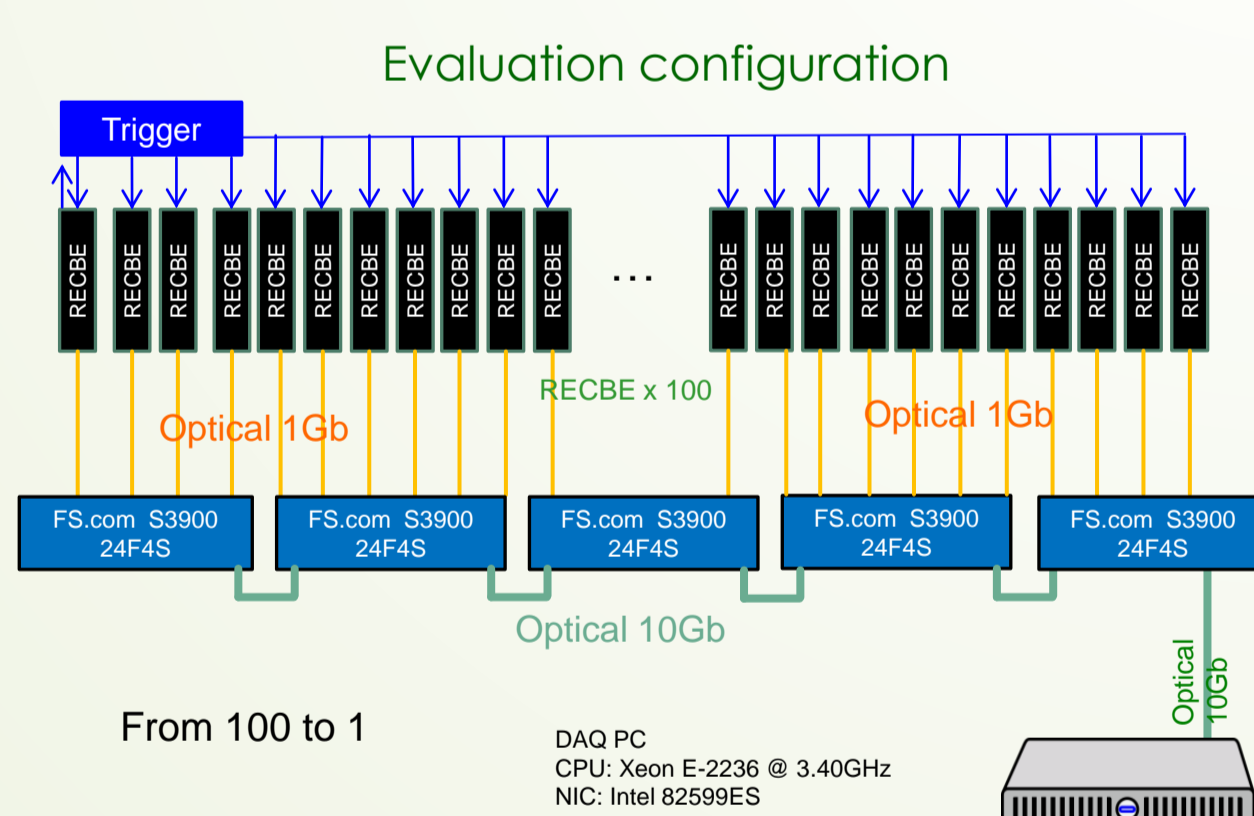 Evaluation configuration
Trigger
RECBE RECBE RECBE RECBE RECBE RECBE RECBE RECBE RECBE RECBE RECBE ... RECBE RECBE RECBE RECBE RECBE RECBE RECBE RECBE RECBE RECBE RECBE
RECBE x 100
Optical 1Gb
Optical 1Gb
FS.com S3900
24F4S
FS.com S3900
24F4S
FS.com S3900
24F4S
FS.com S3900
24F4S
FS.com S3900
24F4S
Optical 10Gb
Optical
10Gb
From 100 to 1
DAQ PC
CPU: Xeon E-2236 @ 3.40GHz
NIC: Intel 82599ES